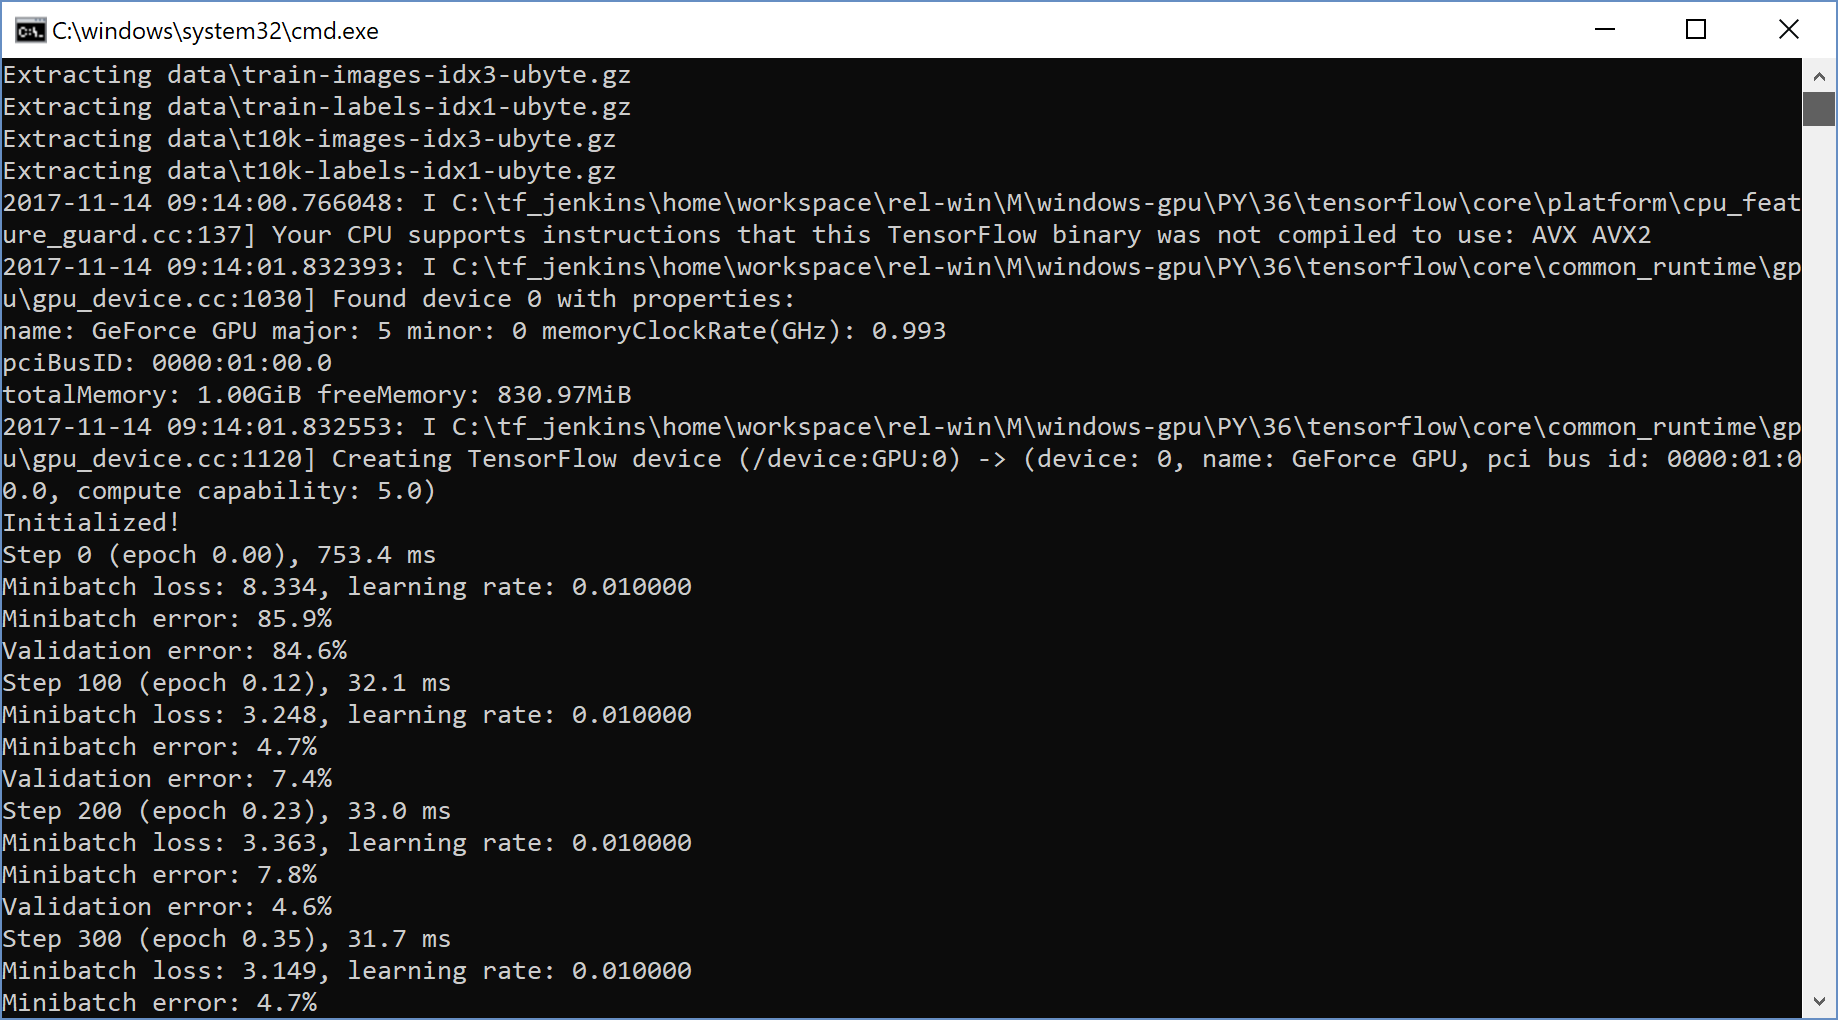 C:\windows\system32\cmd.exe
Extracting data\train-images-idx3-ubyte.gz
Extracting data\train-labels-idx1-ubyte.gz
Extracting data\t10k-images-idx3-ubyte.gz
Extracting data\t10k-labels-idx1-ubyte.gz
2017-11-14 09:14:00.766048: I C:\tf_jenkins\home\workspace\rel-win\M\windows-gpu\PY\36\tensorflow\core\platform\cpu_feat
ure_guard.cc:137] Your CPU supports instructions that this TensorFlow binary was not compiled to use: AVX AVX2
2017-11-14 09:14:01.832393: I C:\tf_jenkins\home\workspace\rel-win\M\windows-gpu\PY\36\tensorflow\core\common_runtime\gp
u\gpu_device.cc:1030] Found device 0 with properties:
name: GeForce GPU major: 5 minor: 0 memoryClockRate(GHz): 0.993
pciBusID: 0000:01:00.0
totalMemory: 1.00GiB freeMemory: 830.97MiB
2017-11-14 09:14:01.832553: I C:\tf_jenkins\home\workspace\rel-win\M\windows-gpu\PY\36\tensorflow\core\common_runtime\gp
u\gpu_device.cc:1120] Creating TensorFlow device (/device:GPU:0) -> (device: 0, name: GeForce GPU, pci bus id: 0000:01:0
0.0, compute capability: 5.0)
Initialized!
Step 0 (epoch 0.00), 753.4 ms
Minibatch loss: 8.334, learning rate: 0.010000
Minibatch error: 85.9%
Validation error: 84.6%
Step 100 (epoch 0.12), 32.1 ms
Minibatch loss: 3.248, learning rate: 0.010000
Minibatch error: 4.7%
Validation error: 7.4%
Step 200 (epoch 0.23), 33.0 ms
Minibatch loss: 3.363, learning rate: 0.010000
Minibatch error: 7.8%
Validation error: 4.6%
Step 300 (epoch 0.35), 31.7 ms
Minibatch loss: 3.149, learning rate: 0.010000
Minibatch error: 4.7%